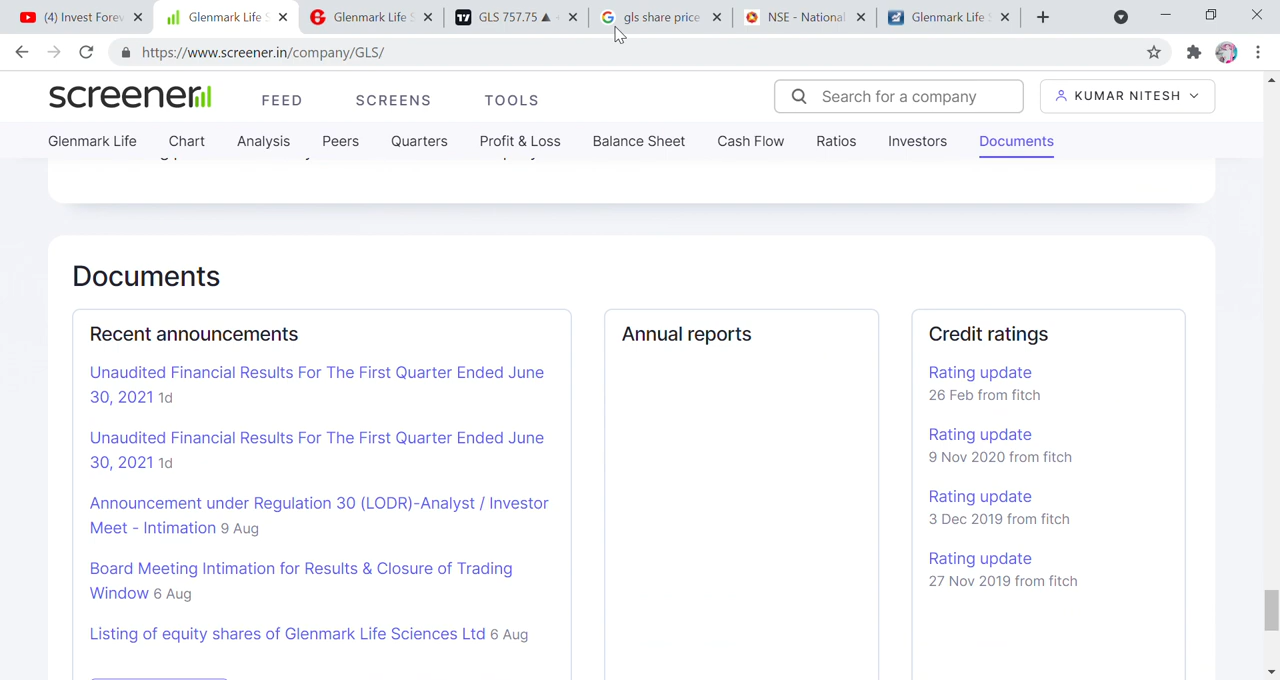 (4) Invest Forev
Glenmark Life S
Glenmark Life S
GLS 757.75 ▲
gls share price
NSE - National
Glenmark Life S
https://www.screener.in/company/GLS/
screener
FEED
SCREENS
TOOLS
Search for a company
KUMAR NITESH
Glenmark Life
Chart
Analysis
Peers
Quarters
Profit & Loss
Balance Sheet
Cash Flow
Ratios
Investors
Documents
Documents
Recent announcements
Unaudited Financial Results For The First Quarter Ended June
30, 2021 1d
Unaudited Financial Results For The First Quarter Ended June
30, 2021 1d
Announcement under Regulation 30 (LODR)-Analyst / Investor
Meet - Intimation 9 Aug
Board Meeting Intimation for Results & Closure of Trading
Window 6 Aug
Listing of equity shares of Glenmark Life Sciences Ltd 6 Aug
Annual reports
Credit ratings
Rating update
26 Feb from fitch
Rating update
9 Nov 2020 from fitch
Rating update
3 Dec 2019 from fitch
Rating update
27 Nov 2019 from fitch